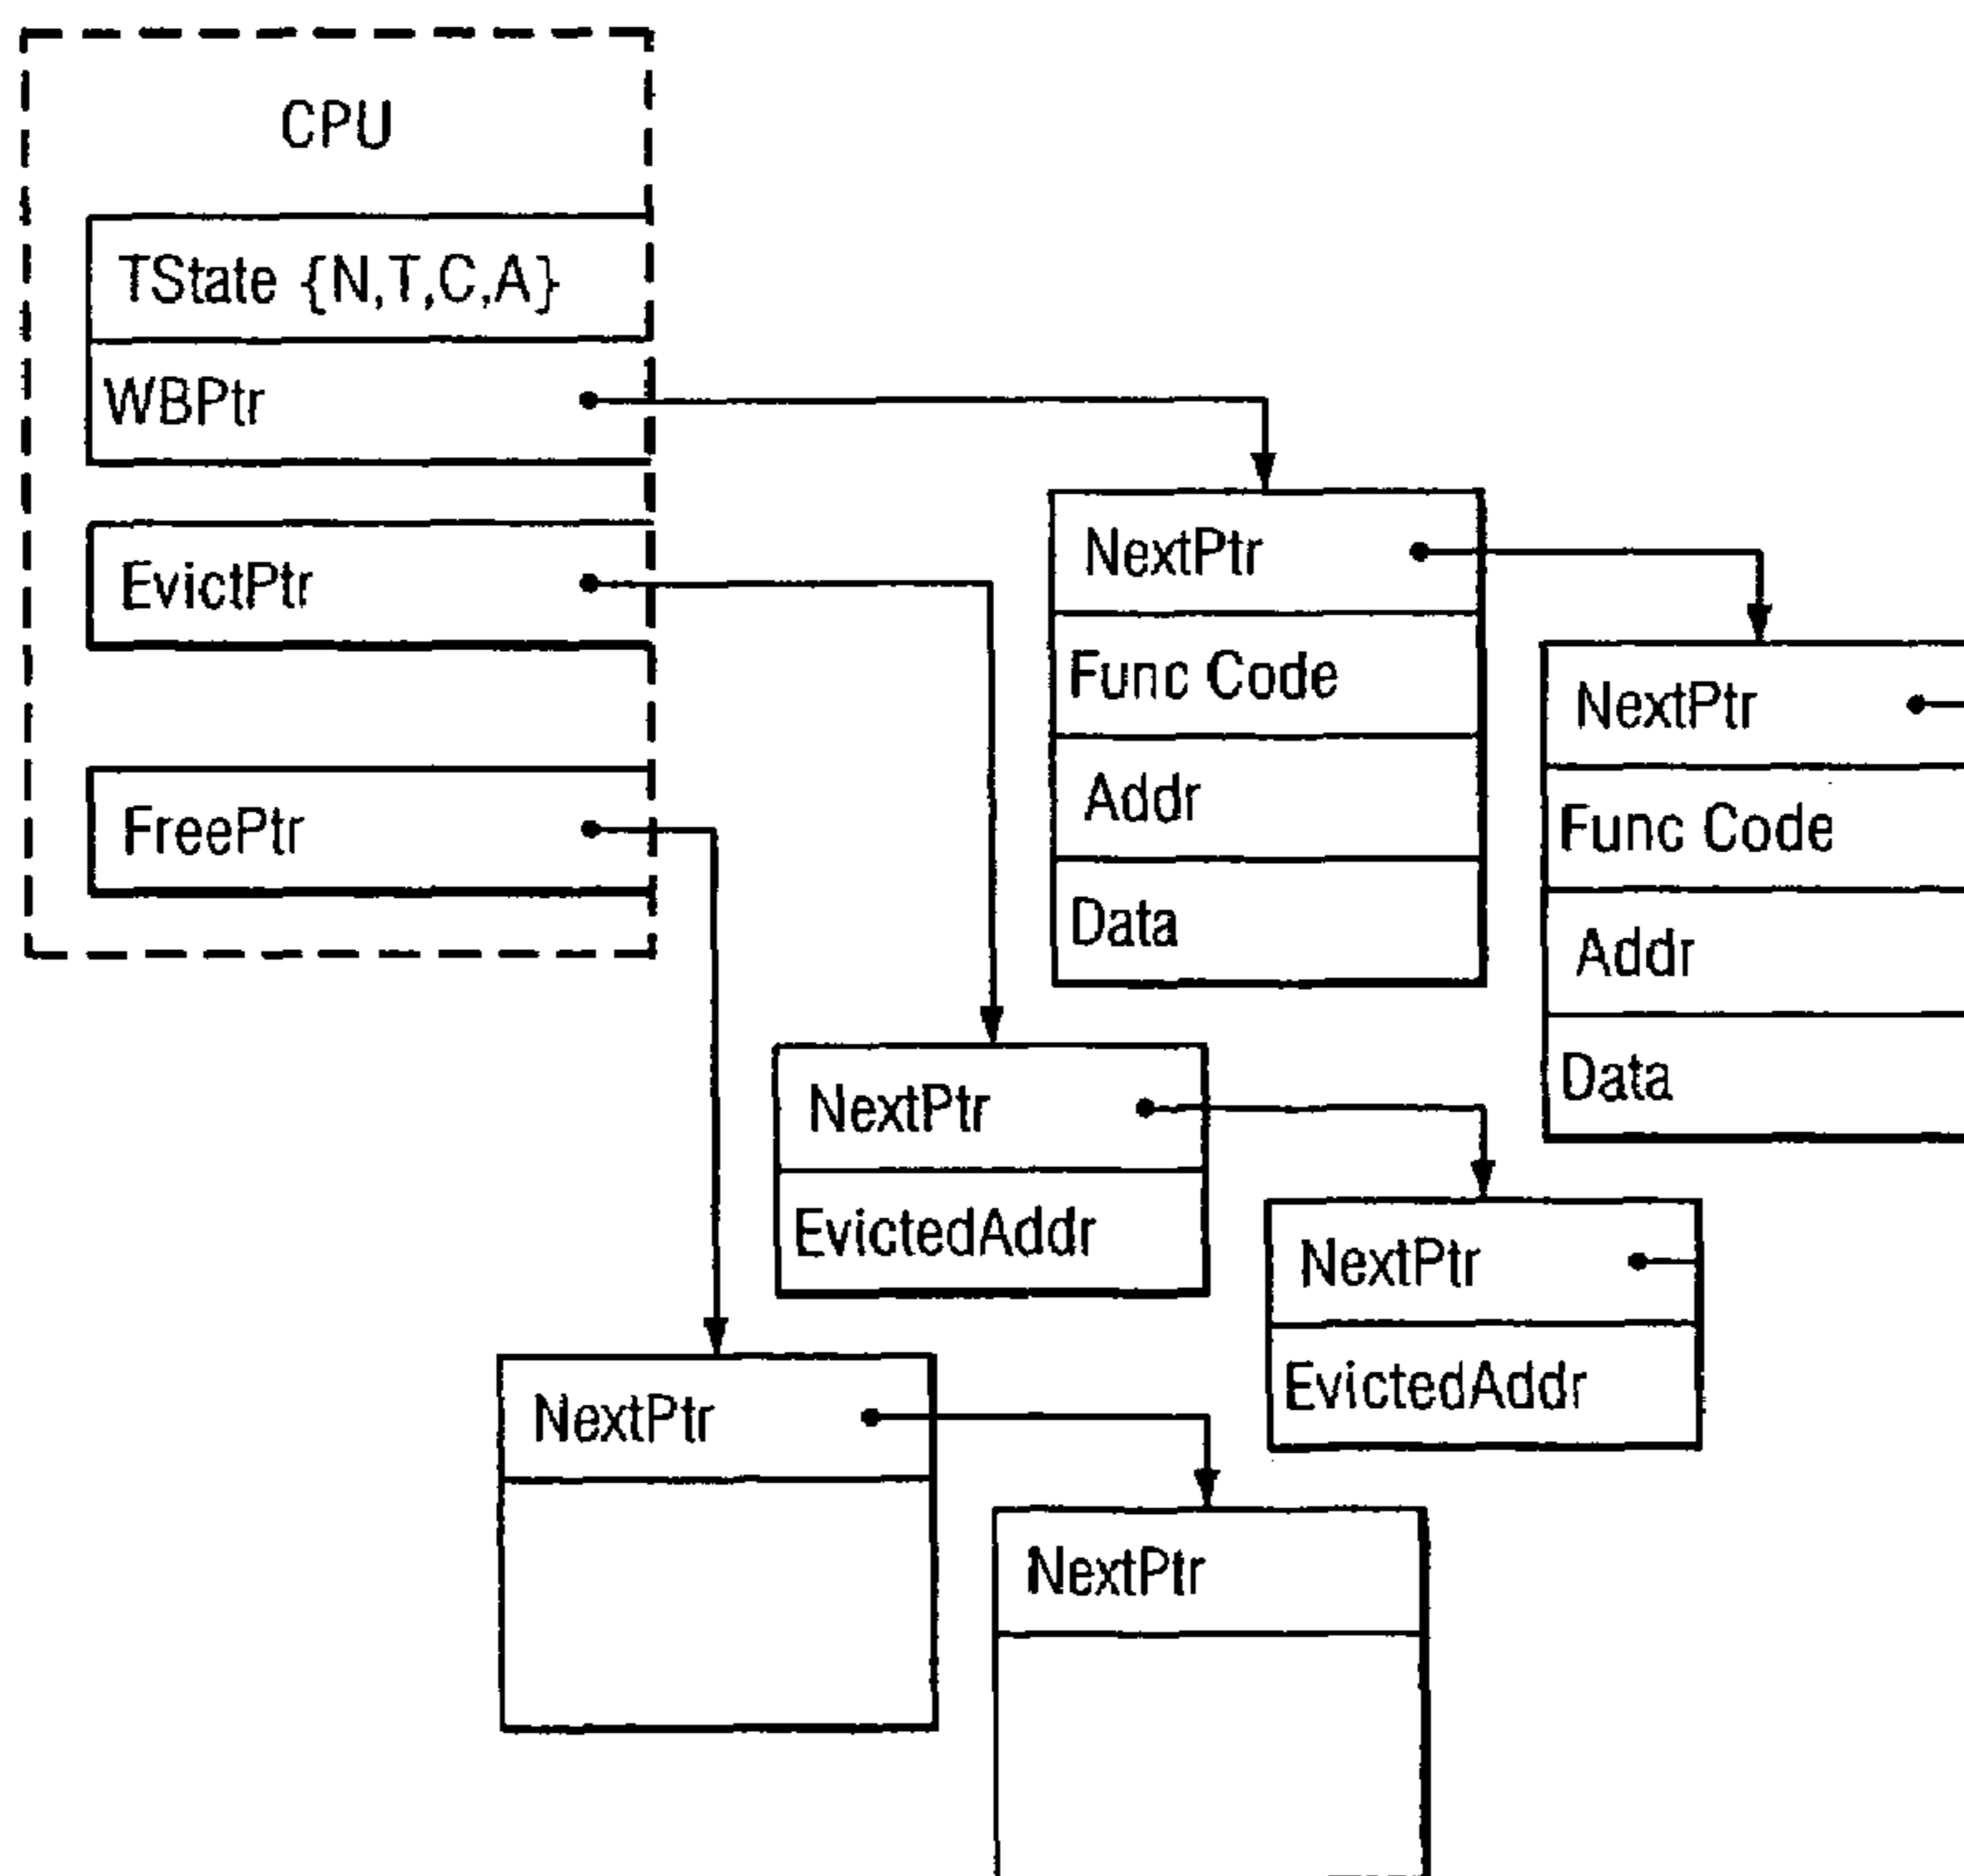 CPU
TState {N,T,C,A}
WBPtr
EvictPtr
FreePtr
NextPtr
Func Code
Addr
Data
NextPtr
Func Code
Addr
Data
NextPtr
EvictedAddr
NextPtr
EvictedAddr
NextPtr
NextPtr